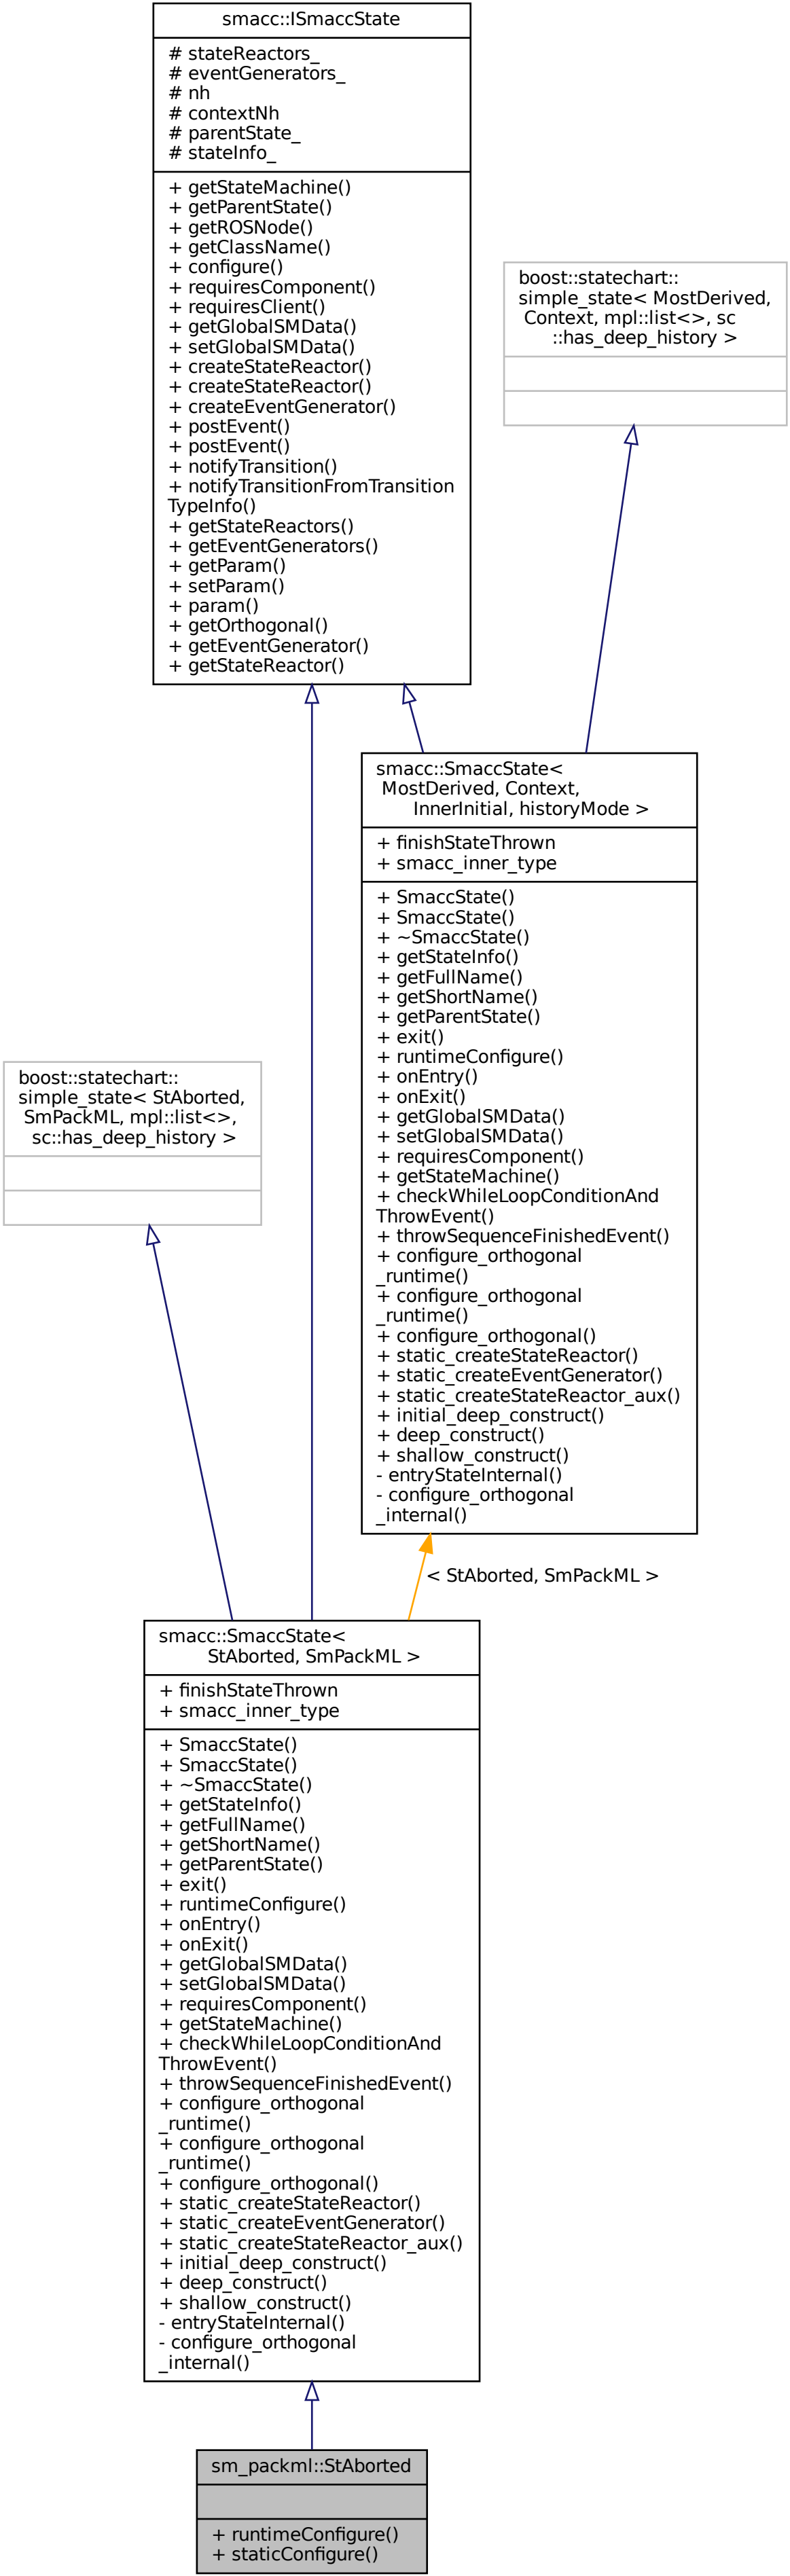 smacc::ISmaccState
# stateReactors_
# eventGenerators_
# nh
# contextNh
# parentState_
# stateInfo_
+ getStateMachine()
+ getParentState()
+ getROSNode()
+ getClassName()
+ configure()
+ requiresComponent()
+ requiresClient()
+ getGlobalSMData()
+ setGlobalSMData()
+ createStateReactor()
+ createStateReactor()
+ createEventGenerator()
+ postEvent()
+ postEvent()
+ notifyTransition()
+ notifyTransitionFromTransition
TypeInfo()
+ getStateReactors()
+ getEventGenerators()
+ getParam()
+ setParam()
+ param()
+ getOrthogonal()
+ getEventGenerator()
+ getStateReactor()
boost::statechart::
simple_state< MostDerived,
Context, mpl::list<>, sc
::has_deep_history >
smacc::SmaccState<
MostDerived, Context,
InnerInitial, historyMode >
+ finishStateThrown
+ smacc_inner_type
+ SmaccState()
+ SmaccState()
+ ~SmaccState()
+ getStateInfo()
+ getFullName()
+ getShortName()
+ getParentState()
+ exit()
+ runtimeConfigure()
+ onEntry()
+ onExit()
+ getGlobalSMData()
+ setGlobalSMData()
+ requiresComponent()
+ getStateMachine()
+ checkWhileLoopConditionAnd
ThrowEvent()
+ throwSequenceFinishedEvent()
+ configure_orthogonal
_runtime()
+ configure_orthogonal
_runtime()
+ configure_orthogonal()
+ static_createStateReactor()
+ static_createEventGenerator()
+ static_createStateReactor_aux()
+ initial_deep_construct()
+ deep_construct()
+ shallow_construct()
- entryStateInternal()
- configure_orthogonal
_internal()
boost::statechart::
simple_state< StAborted,
SmPackML, mpl::list<>,
sc::has_deep_history >
< StAborted, SmPackML >
smacc::SmaccState<
StAborted, SmPackML >
+ finishStateThrown
+ smacc_inner_type
+ SmaccState()
+ SmaccState()
+ ~SmaccState()
+ getStateInfo()
+ getFullName()
+ getShortName()
+ getParentState()
+ exit()
+ runtimeConfigure()
+ onEntry()
+ onExit()
+ getGlobalSMData()
+ setGlobalSMData()
+ requiresComponent()
+ getStateMachine()
+ checkWhileLoopConditionAnd
ThrowEvent()
+ throwSequenceFinishedEvent()
+ configure_orthogonal
_runtime()
+ configure_orthogonal
_runtime()
+ configure_orthogonal()
+ static_createStateReactor()
+ static_createEventGenerator()
+ static_createStateReactor_aux()
+ initial_deep_construct()
+ deep_construct()
+ shallow_construct()
- entryStateInternal()
- configure_orthogonal
_internal()
sm_packml::StAborted
+ runtimeConfigure()
+ staticConfigure()